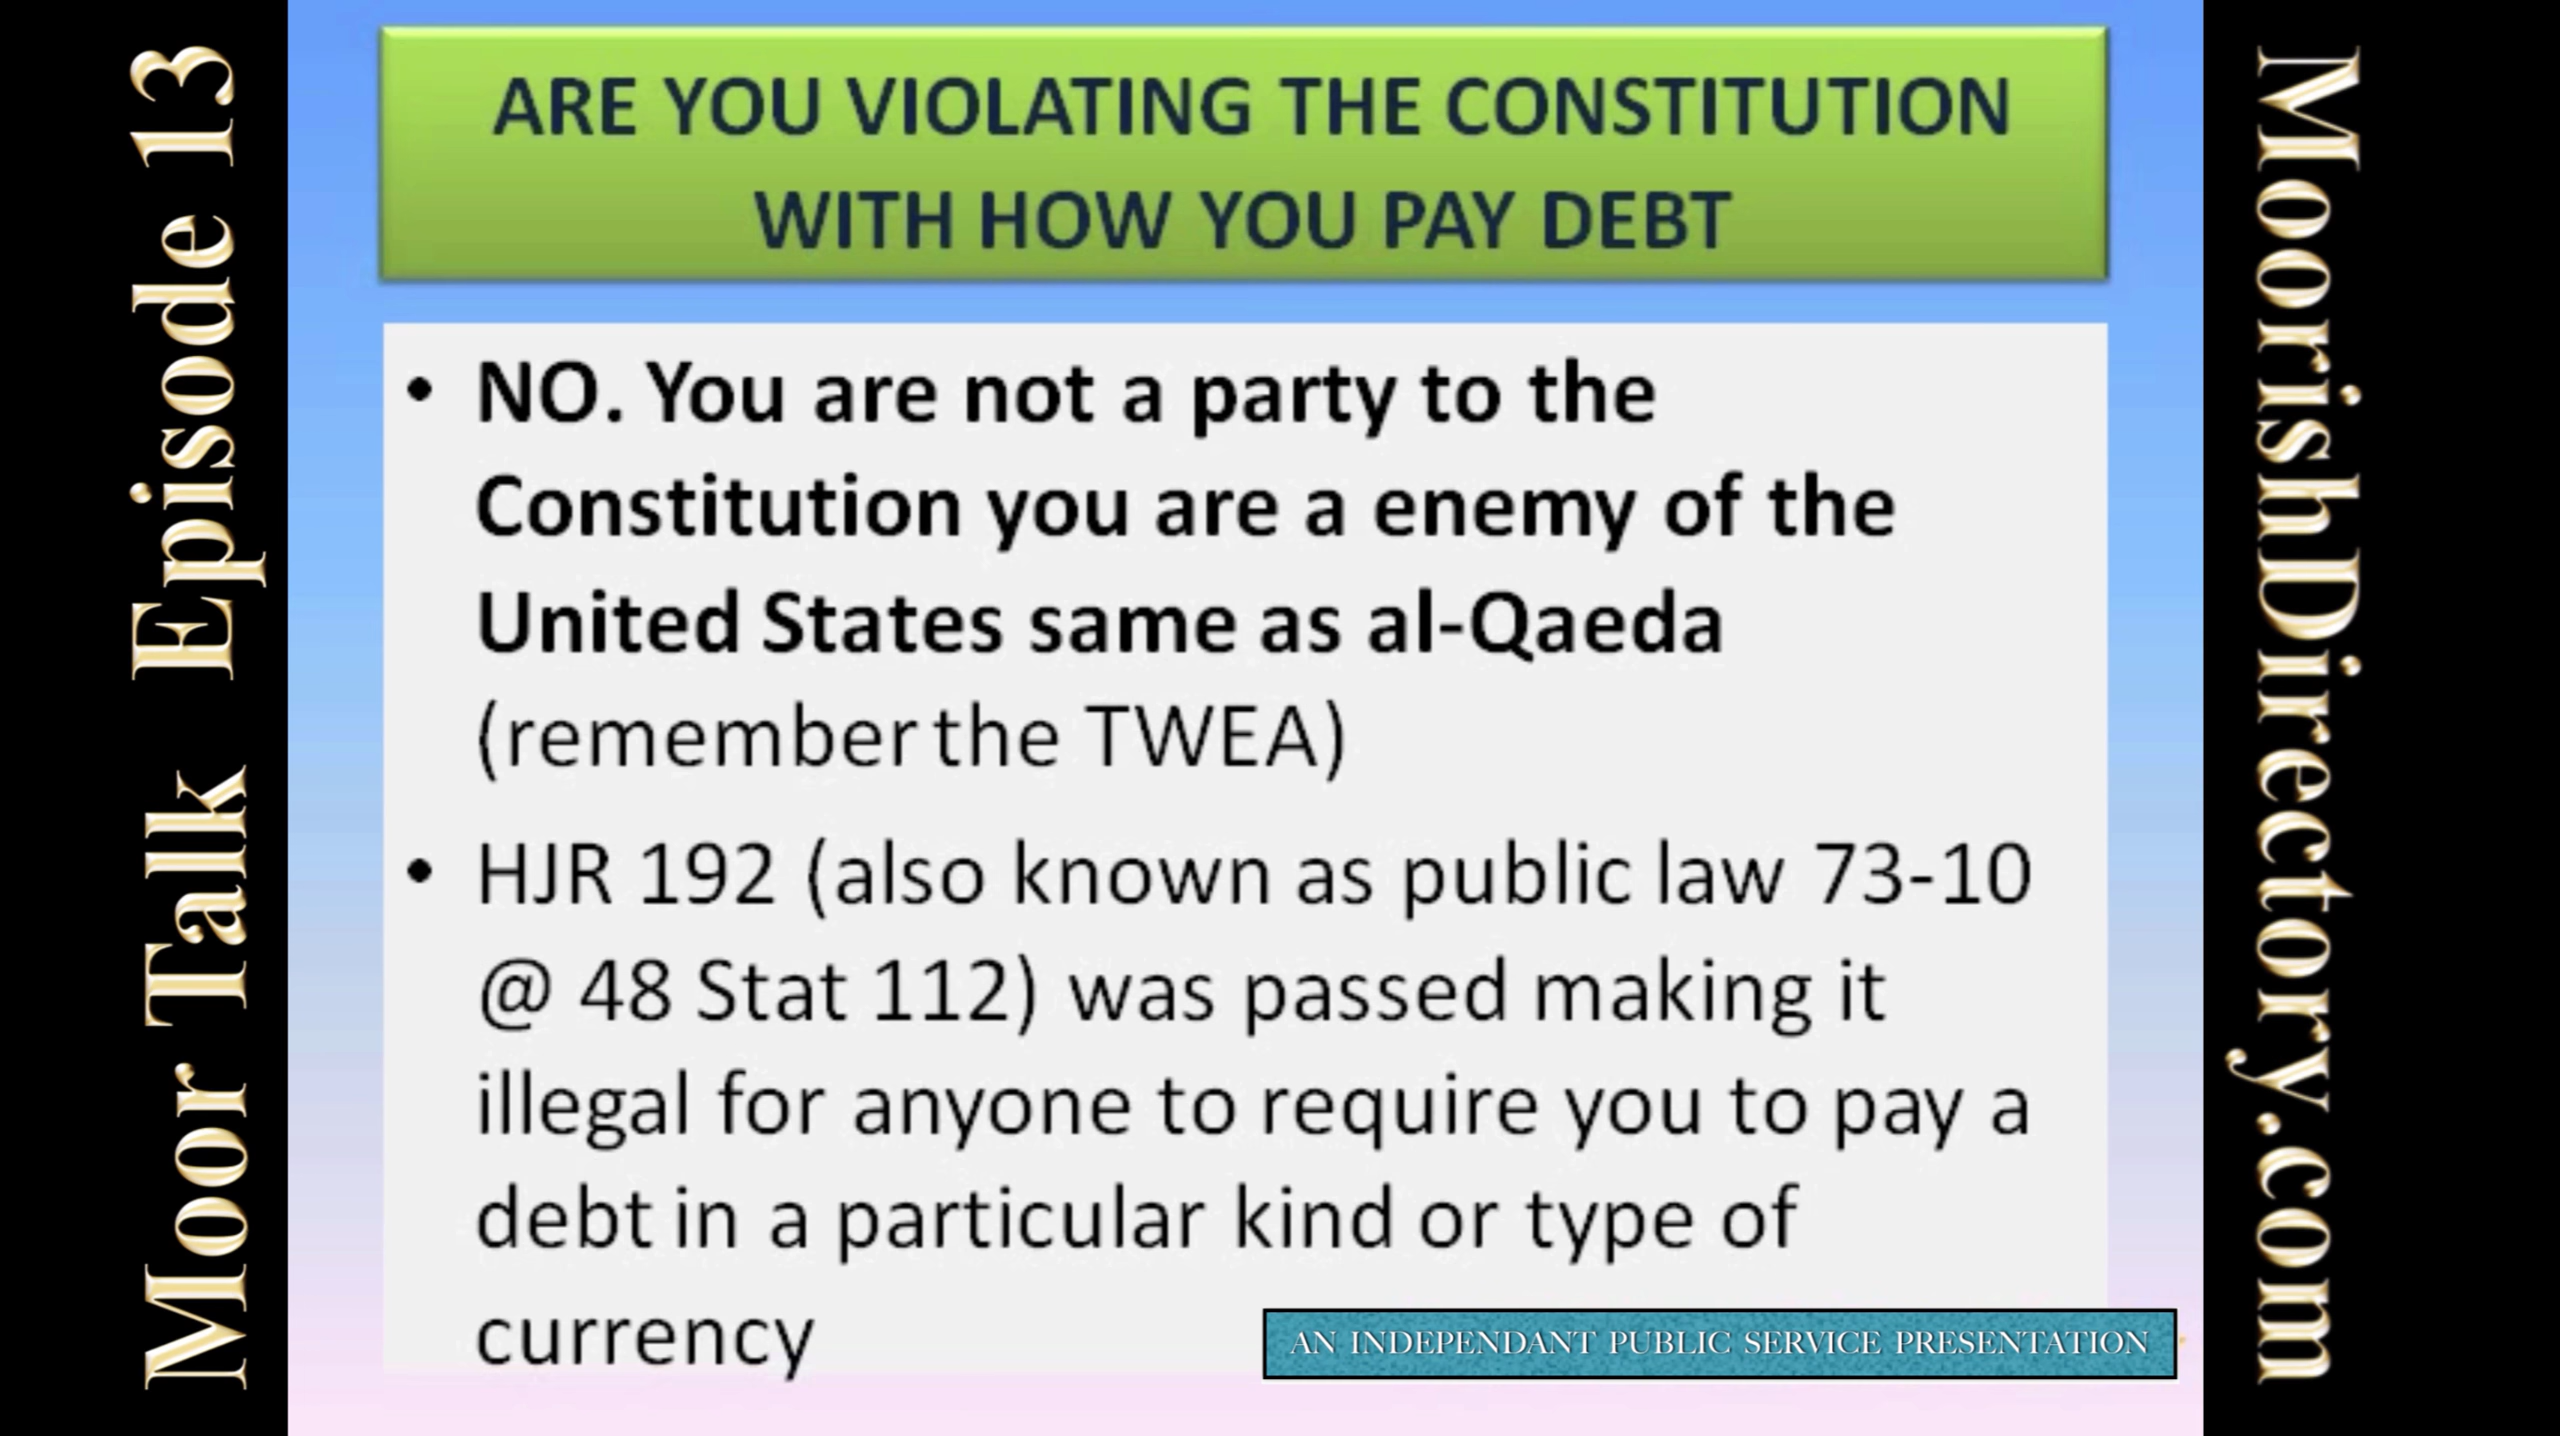 Moor Talk Episode 13
ARE YOU VIOLATING THE CONSTITUTION
WITH HOW YOU PAY DEBT
• NO. You are not a party to the
Constitution you are a enemy of the
United States same as al-Qaeda
(remember the TWEA)
• HJR 192 (also known as public law 73-10
@ 48 Stat 112) was passed making it
illegal for anyone to require you to pay a
debt in a particular kind or type of
currency
AN INDEPENDANT PUBLIC SERVICE PRESENTATION
MoorishDirectory.com